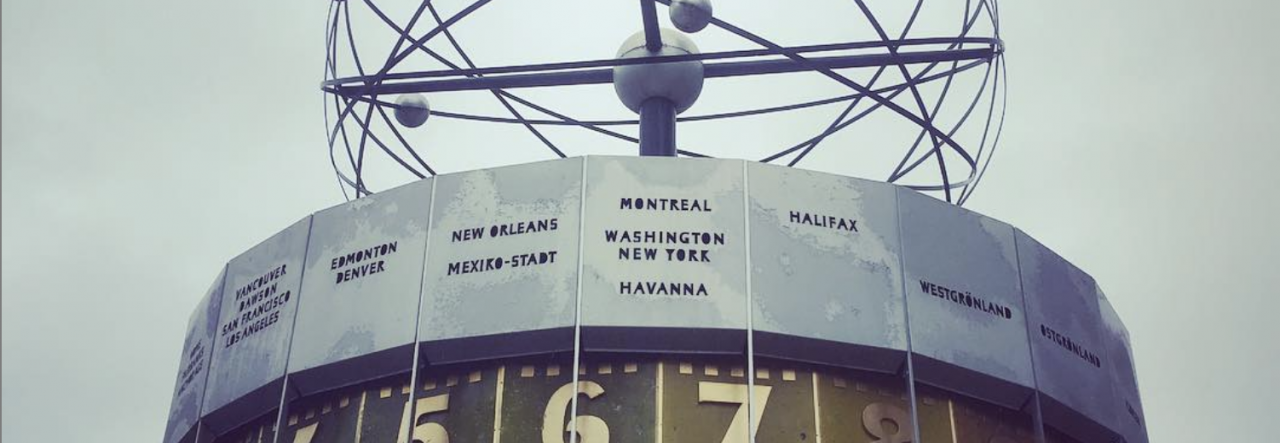 VANCOUVER
DAWSON
SAN FRANCISCO
LOS ANGELES
EDMONTON
DENVER
NEW ORLEANS
MEXIKO-STADT
MONTREAL
WASHINGTON
NEW YORK
HAVANNA
HALIFAX
WESTGRÖNLAND
OSTGRÖNLAND
5
6
7
8